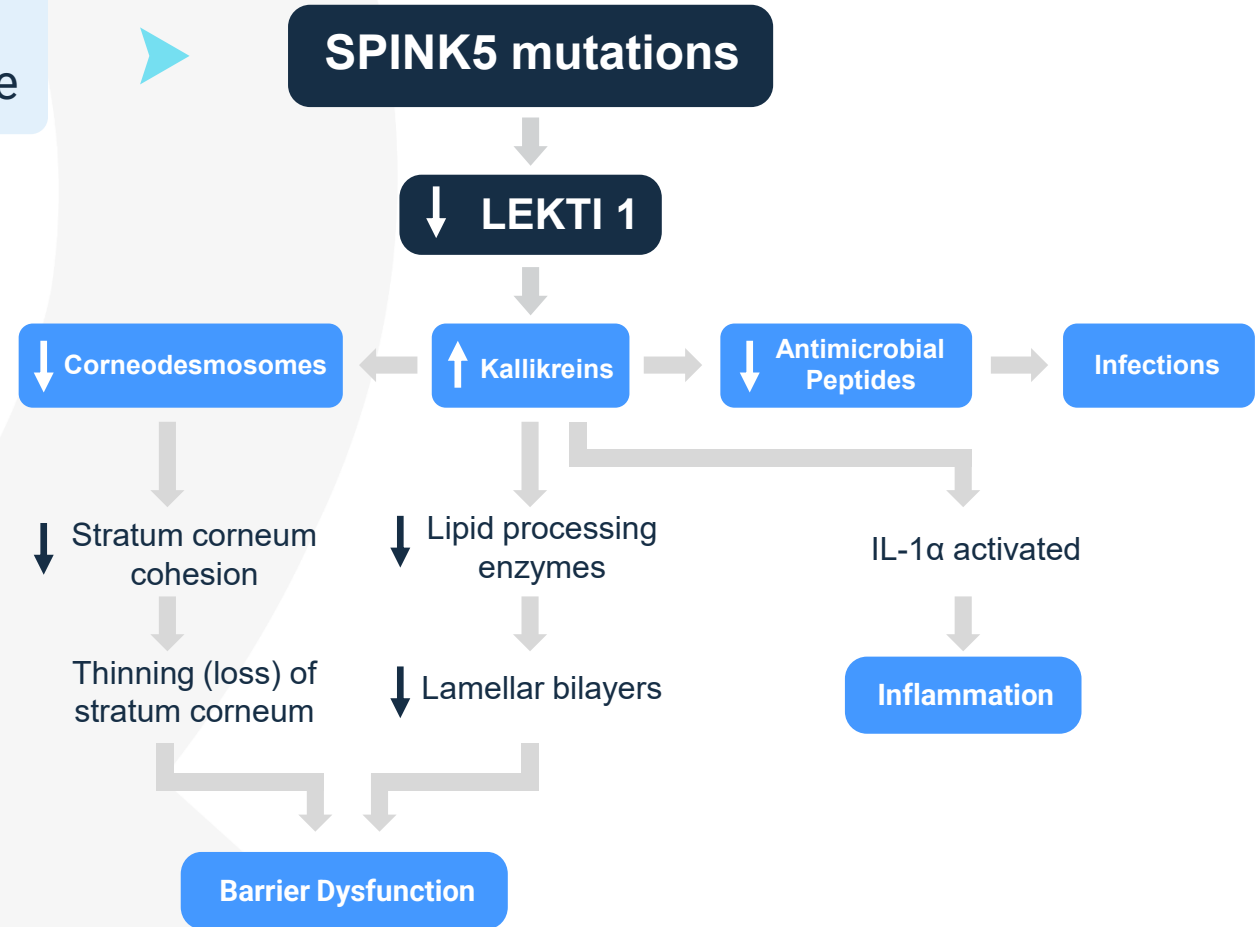 SPINK5 mutations
LEKTI 1
Corneodesmosomes
Kallikreins
Antimicrobial
Peptides
Infections
Stratum corneum
cohesion
Lipid processing
enzymes
IL-1α activated
Thinning (loss) of
stratum corneum
Lamellar bilayers
Inflammation
Barrier Dysfunction